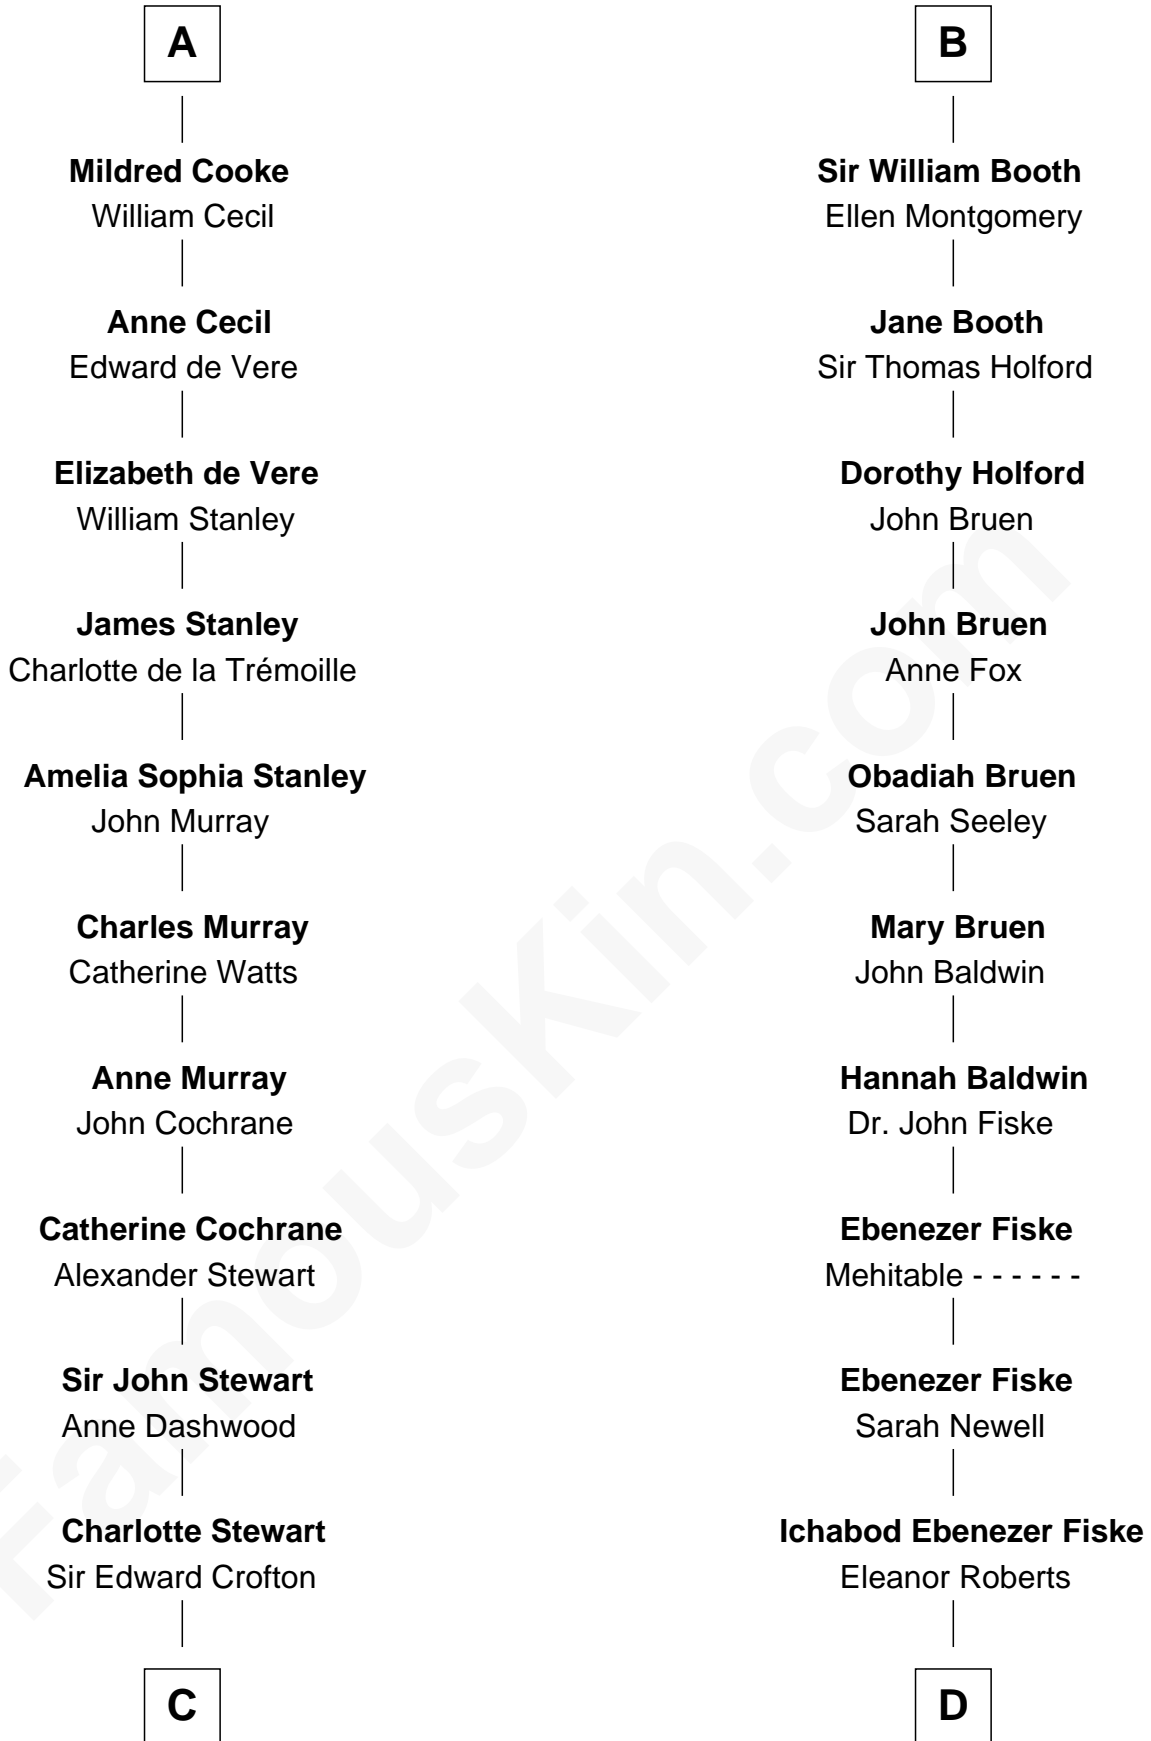 A
Mildred Cooke
William Cecil
Anne Cecil
Edward de Vere
Elizabeth de Vere
William Stanley
James Stanley
Charlotte de la Trémoille
Amelia Sophia Stanley
John Murray
Charles Murray
Catherine Watts
Anne Murray
John Cochrane
Catherine Cochrane
Alexander Stewart
Sir John Stewart
Anne Dashwood
Charlotte Stewart
Sir Edward Crofton
C
B
Sir William Booth
Ellen Montgomery
Jane Booth
Sir Thomas Holford
Dorothy Holford
John Bruen
John Bruen
Anne Fox
Obadiah Bruen
Sarah Seeley
Mary Bruen
John Baldwin
Hannah Baldwin
Dr. John Fiske
Ebenezer Fiske
Mehitable - - - - - -
Ebenezer Fiske
Sarah Newell
Ichabod Ebenezer Fiske
Eleanor Roberts
D
FamousKin.com